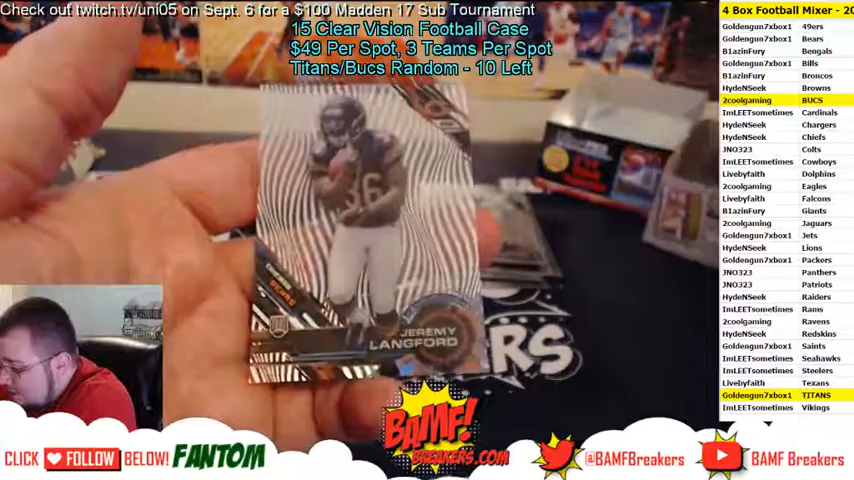 Check out twitch.tv/uni05 on Sept. 6 for a $100 Madden 17 Sub Tournament
15 Clear Vision Football Case
$49 Per Spot, 3 Teams Per Spot
Titans/Bucs Random - 10 Left
4 Box Football Mixer - 20
Goldengun7xbox1 49ers
Goldengun7xbox1 Bears
B1azinFury Bengals
Goldengun7xbox1 Bills
B1azinFury Broncos
HydeNSeek Browns
2coolgaming BUCS
ImLEETsometimes Cardinals
HydeNSeek Chargers
HydeNSeek Chiefs
JNO323 Colts
ImLEETsometimes Cowboys
Livebyfaith Dolphins
2coolgaming Eagles
Livebyfaith Falcons
B1azinFury Giants
2coolgaming Jaguars
Goldengun7xbox1 Jets
HydeNSeek Lions
Goldengun7xbox1 Packers
JNO323 Panthers
JNO323 Patriots
HydeNSeek Raiders
ImLEETsometimes Rams
2coolgaming Ravens
HydeNSeek Redskins
Goldengun7xbox1 Saints
ImLEETsometimes Seahawks
ImLEETsometimes Steelers
Livebyfaith Texans
Goldengun7xbox1 TITANS
ImLEETsometimes Vikings
36
BEARS
JEREMY
LANGFORD
ERS
CLICK FOLLOW BELOW! FANTOM
BAMF!
BREAKERS.COM
@BAMFBreakers
BAMF Breakers